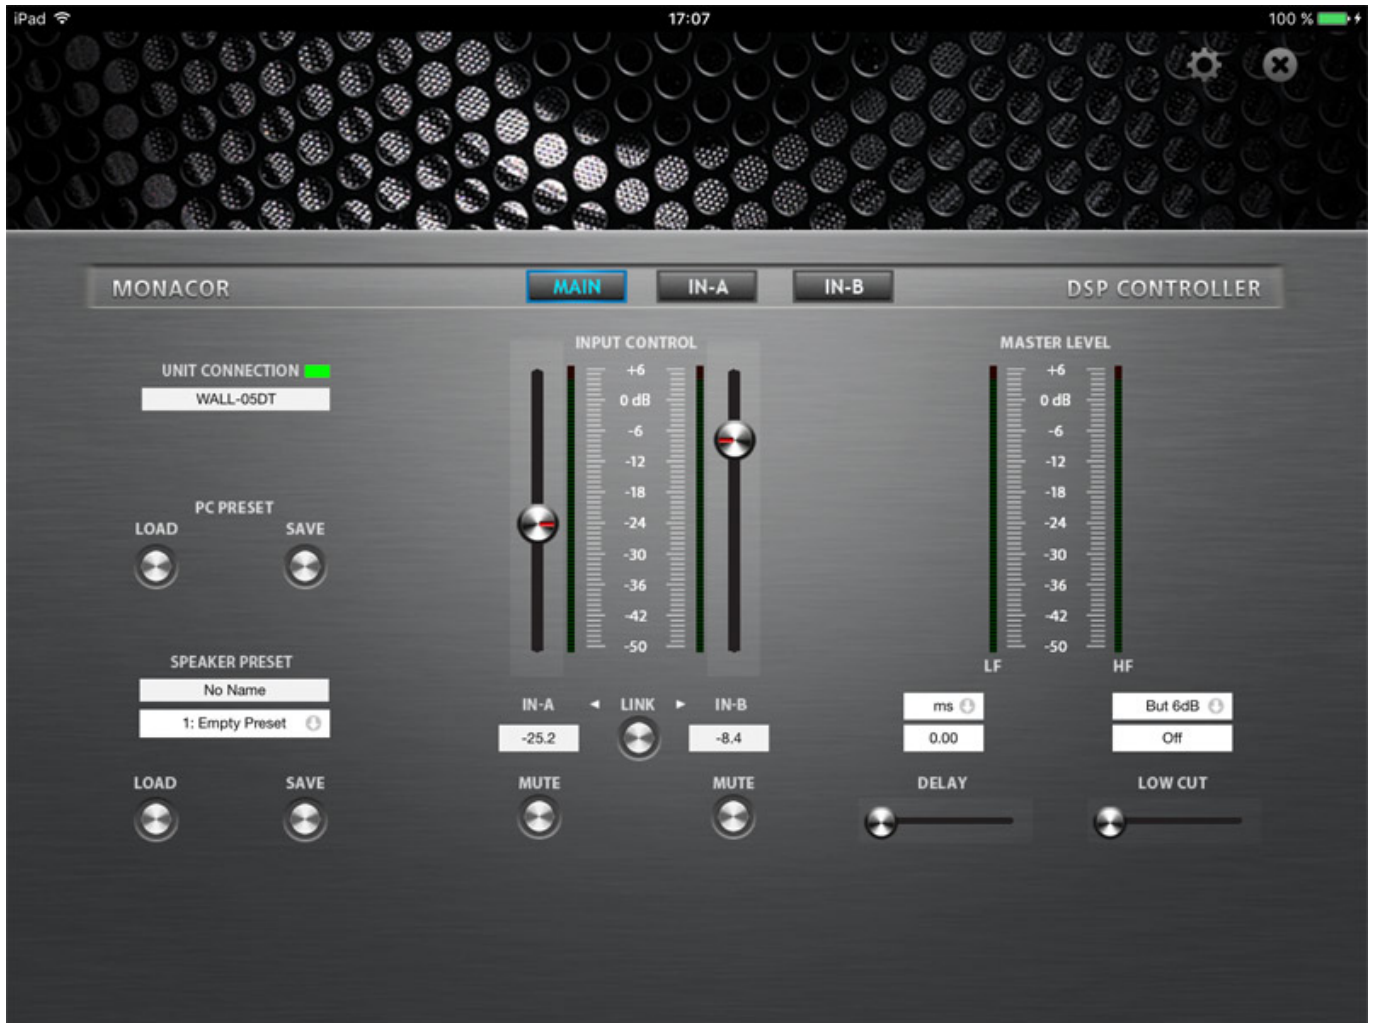 iPad 17:07 100 %
MONACOR MAIN IN-A IN-B DSP CONTROLLER
INPUT CONTROL MASTER LEVEL
UNIT CONNECTION
WALL-05DT
+6 +6
0 dB 0 dB
-6 -6
-12 -12
-18 -18
-24 -24
-30 -30
-36 -36
-42 -42
-50 -50
PC PRESET
LOAD SAVE
SPEAKER PRESET
No Name
1: Empty Preset
LF HF
IN-A LINK IN-B
-25.2 -8.4
ms But 6dB
0.00 Off
LOAD SAVE MUTE MUTE DELAY LOW CUT